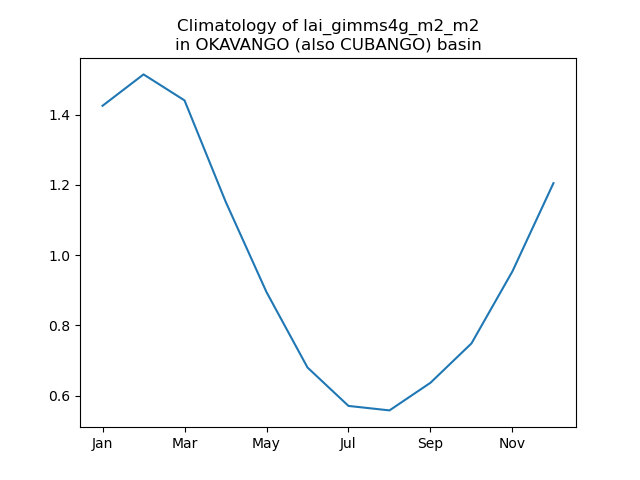 Climatology of lai_gimms4g_m2_m2
in OKAVANGO (also CUBANGO) basin
1.4
1.2
1.0
0.8
0.6
Jan Mar May Jul Sep Nov